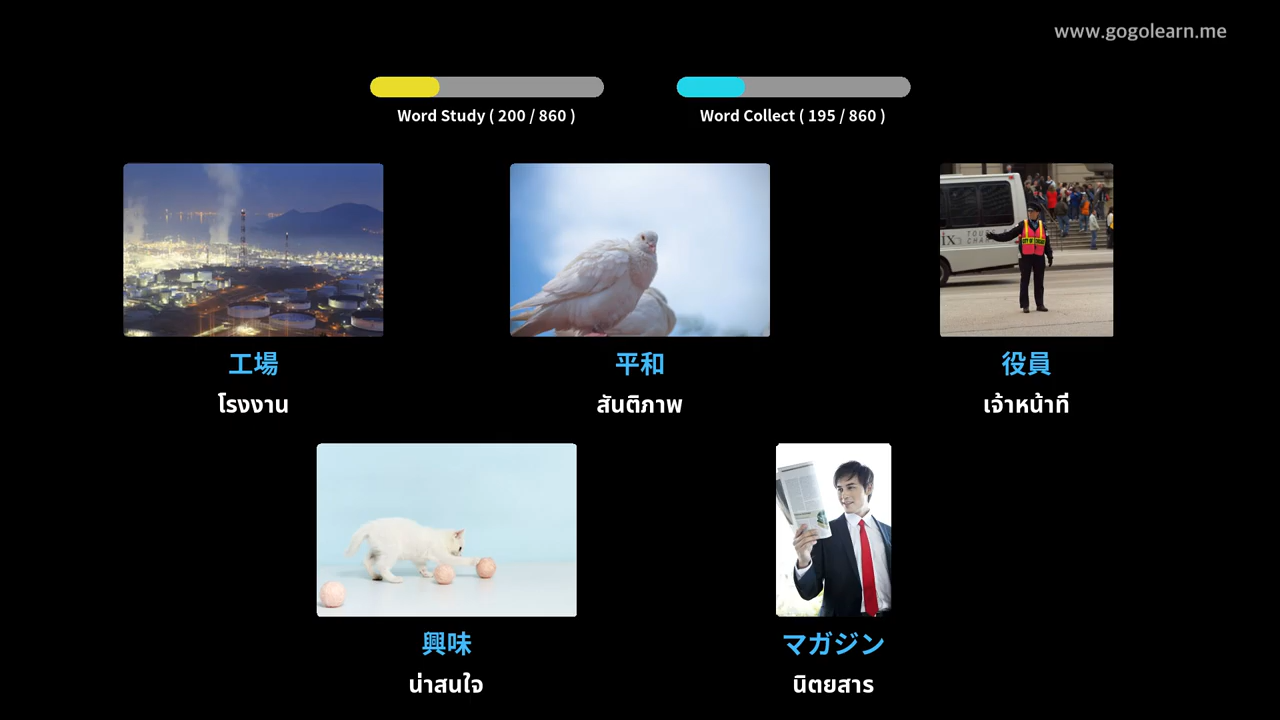 www.gogolearn.me
Word Study ( 200 / 860 )
Word Collect ( 195 / 860 )
工場
平和
役員
โรงงาน
สันติภาพ
เจ้าหน้าที่
興味
マガジン
น่าสนใจ
นิตยสาร